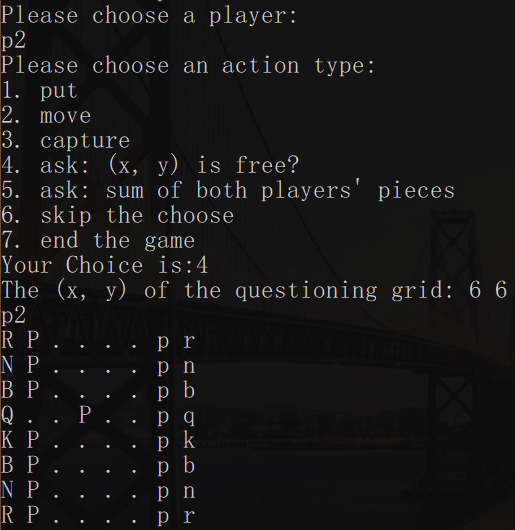 Please choose a player:
p2
Please choose an action type:
1. put
2. move
3. capture
4. ask: (x, y) is free?
5. ask: sum of both players' pieces
6. skip the choose
7. end the game
Your Choice is:4
The (x, y) of the questioning grid: 6 6
p2
R P . . . . p r
N P . . . . p n
B P . . . . p b
Q . . P . . p q
K P . . . . p k
B P . . . . p b
N P . . . . p n
R P . . . . p r